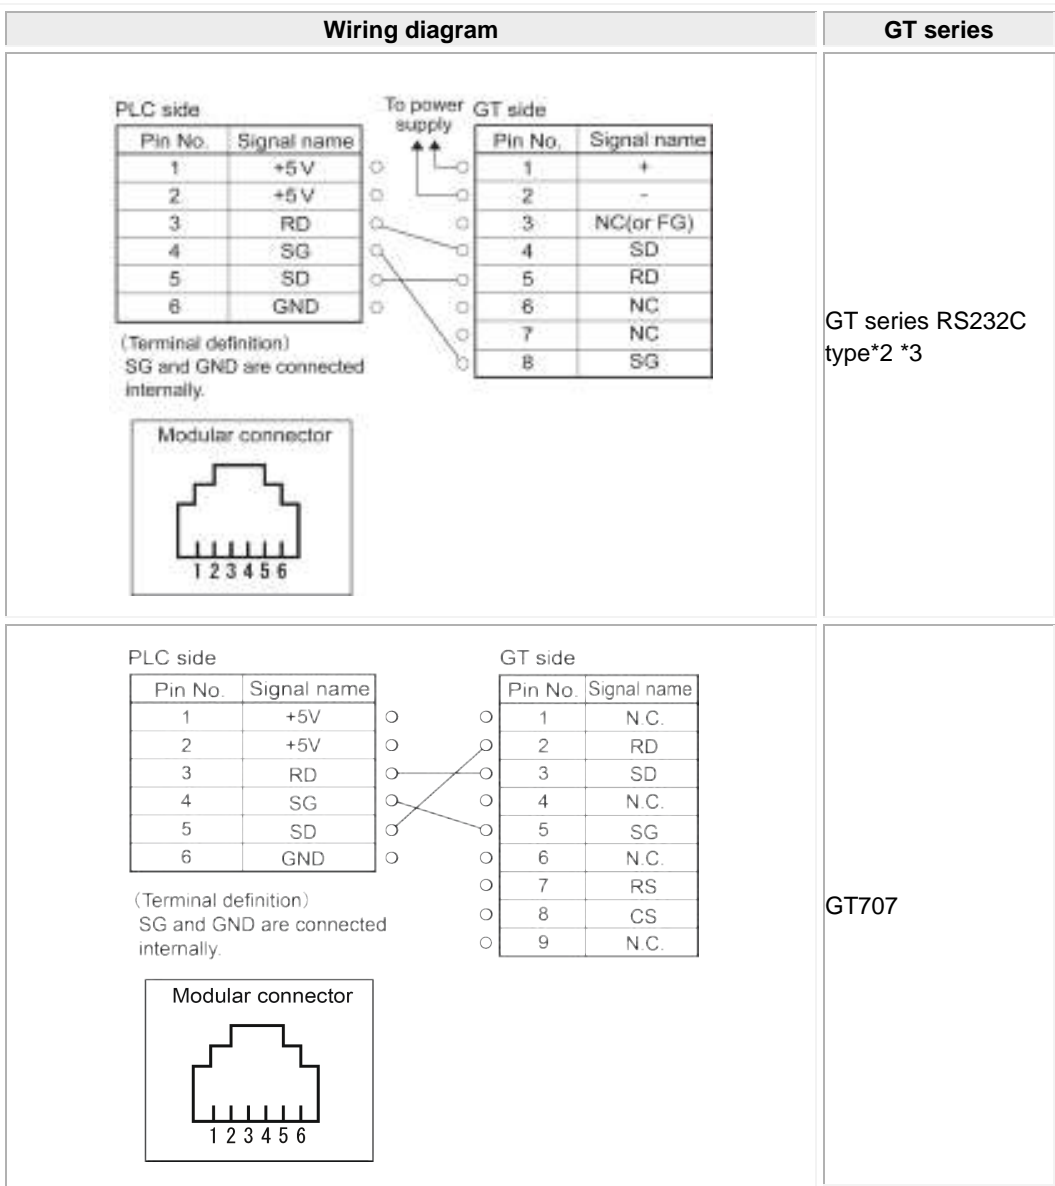 Wiring diagram
GT series
PLC side
To power supply
GT side
Pin No. Signal name
1 +5 V
2 +5 V
3 RD
4 SG
5 SD
6 GND
Pin No. Signal name
1 +
2 -
3 NC(or FG)
4 SD
5 RD
6 NC
7 NC
8 SG
(Terminal definition)
SG and GND are connected
internally.
Modular connector
1 2 3 4 5 6
GT series RS232C
type*2 *3
PLC side
GT side
Pin No. Signal name
1 +5V
2 +5V
3 RD
4 SG
5 SD
6 GND
Pin No. Signal name
1 N.C.
2 RD
3 SD
4 N.C.
5 SG
6 N.C.
7 RS
8 CS
9 N.C.
(Terminal definition)
SG and GND are connected
internally.
Modular connector
1 2 3 4 5 6
GT707